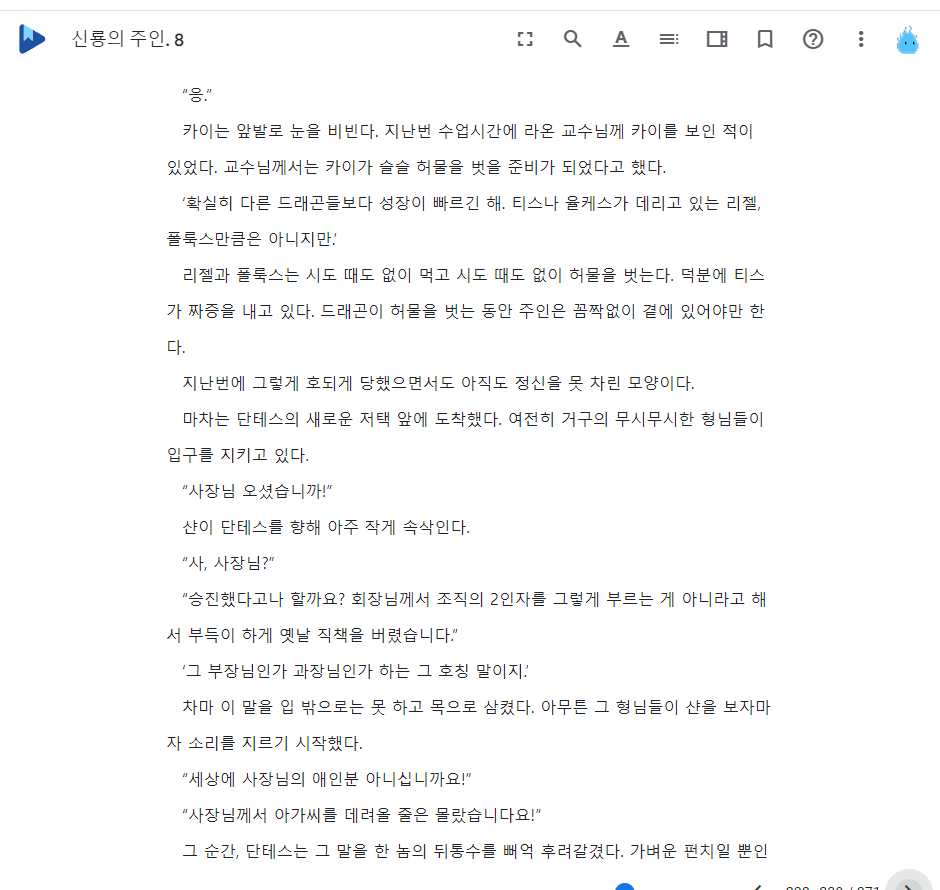 신룡의 주인. 8
“응.”
카이는 앞발로 눈을 비빈다. 지난번 수업시간에 라온 교수님께 카이를 보인 적이
있었다. 교수님께서는 카이가 슬슬 허물을 벗을 준비가 되었다고 했다.
‘확실히 다른 드래곤들보다 성장이 빠르긴 해. 티스나 율케스가 데리고 있는 리젤,
폴룩스만큼은 아니지만.’
리젤과 폴룩스는 시도 때도 없이 먹고 시도 때도 없이 허물을 벗는다. 덕분에 티스
가 짜증을 내고 있다. 드래곤이 허물을 벗는 동안 주인은 꼼짝없이 곁에 있어야만 한
다.
지난번에 그렇게 호되게 당했으면서도 아직도 정신을 못 차린 모양이다.
마차는 단테스의 새로운 저택 앞에 도착했다. 여전히 거구의 무시무시한 형님들이
입구를 지키고 있다.
“사장님 오셨습니까!”
샨이 단테스를 향해 아주 작게 속삭인다.
“사, 사장님?”
“승진했다고나 할까요? 회장님께서 조직의 2인자를 그렇게 부르는 게 아니라고 해
서 부득이 하게 옛날 직책을 버렸습니다.”
‘그 부장님인가 과장님인가 하는 그 호칭 말이지.’
차마 이 말을 입 밖으로는 못 하고 목으로 삼켰다. 아무튼 그 형님들이 샨을 보자마
자 소리를 지르기 시작했다.
“세상에 사장님의 애인분 아니십니까요!”
“사장님께서 아가씨를 데려올 줄은 몰랐습니다요!”
그 순간, 단테스는 그 말을 한 놈의 뒤통수를 뻐억 후려갈겼다. 가벼운 펀치일 뿐인